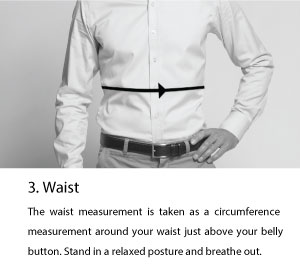 3. Waist
The waist measurement is taken as a circumference
measurement around your waist just above your belly
button. Stand in a relaxed posture and breathe out.